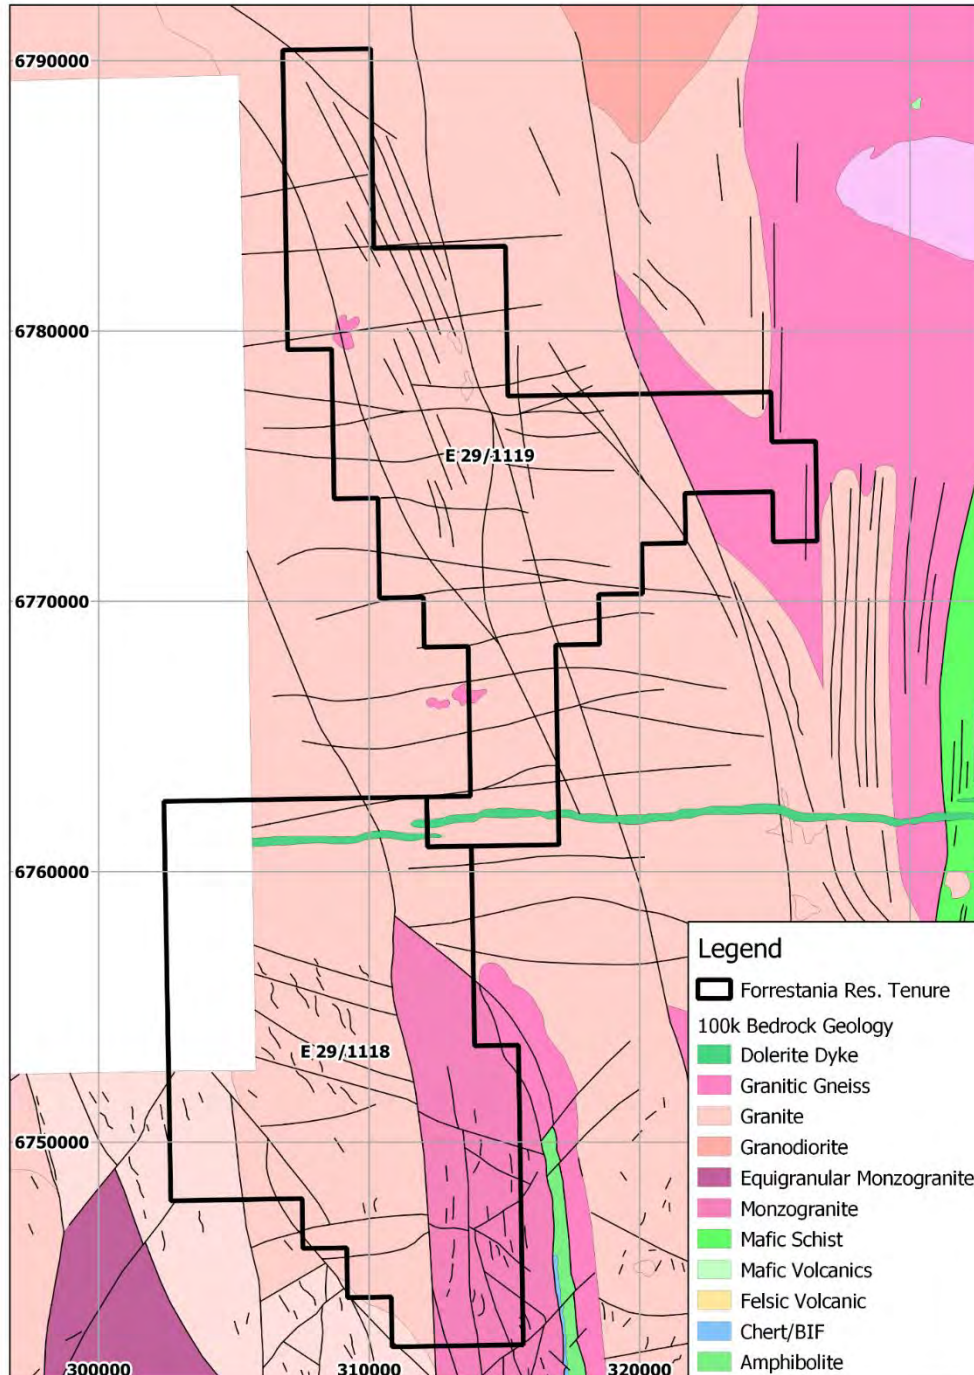 6790000
6780000
E 29/1119
6770000
6760000
E 29/1118
6750000
300000
310000
320000
Legend
Forrestania Res. Tenure
100k Bedrock Geology
Dolerite Dyke
Granitic Gneiss
Granite
Granodiorite
Equigranular Monzogranite
Monzogranite
Mafic Schist
Mafic Volcanics
Felsic Volcanic
Chert/BIF
Amphibolite